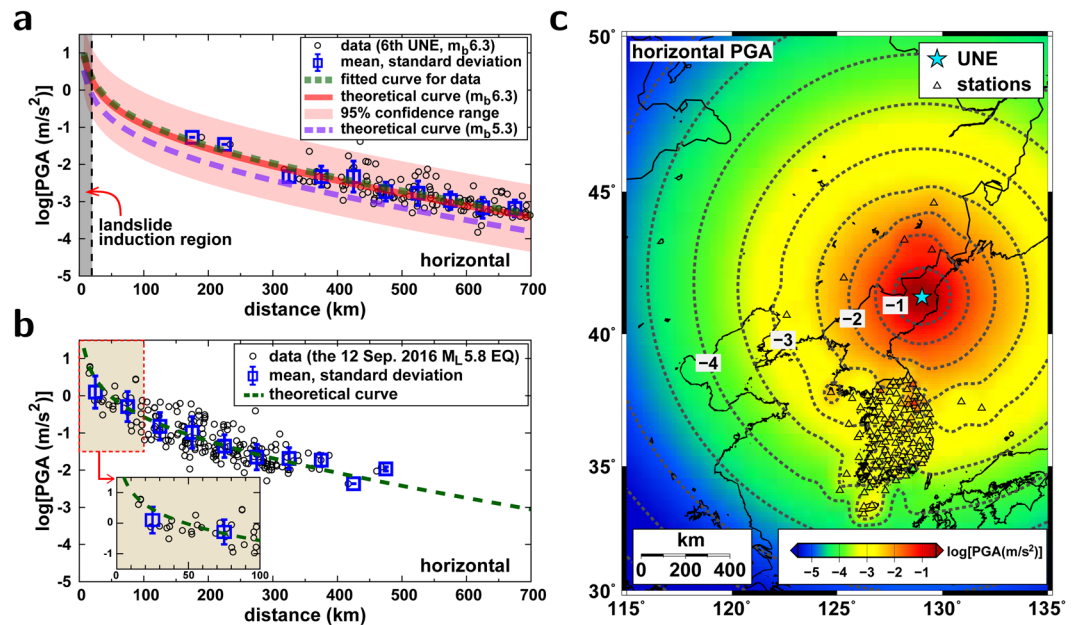 a
log[PGA (m/s²)]
1
0
-1
-2
-3
-4
-5
data (6th UNE, mb6.3)
mean, standard deviation
fitted curve for data
theoretical curve (mb6.3)
95% confidence range
theoretical curve (mb5.3)
landslide
induction region
horizontal
0 100 200 300 400 500 600 700
distance (km)
b
log[PGA (m/s²)]
1
0
-1
-2
-3
-4
-5
data (the 12 Sep. 2016 ML5.8 EQ)
mean, standard deviation
theoretical curve
1
0
-1
0 50 100
horizontal
0 100 200 300 400 500 600 700
distance (km)
c
50°
45°
40°
35°
30°
horizontal PGA
UNE
stations
−1
−2
−3
−4
km
0 200 400
log[PGA(m/s²)]
−5 −4 −3 −2 −1
115° 120° 125° 130° 135°